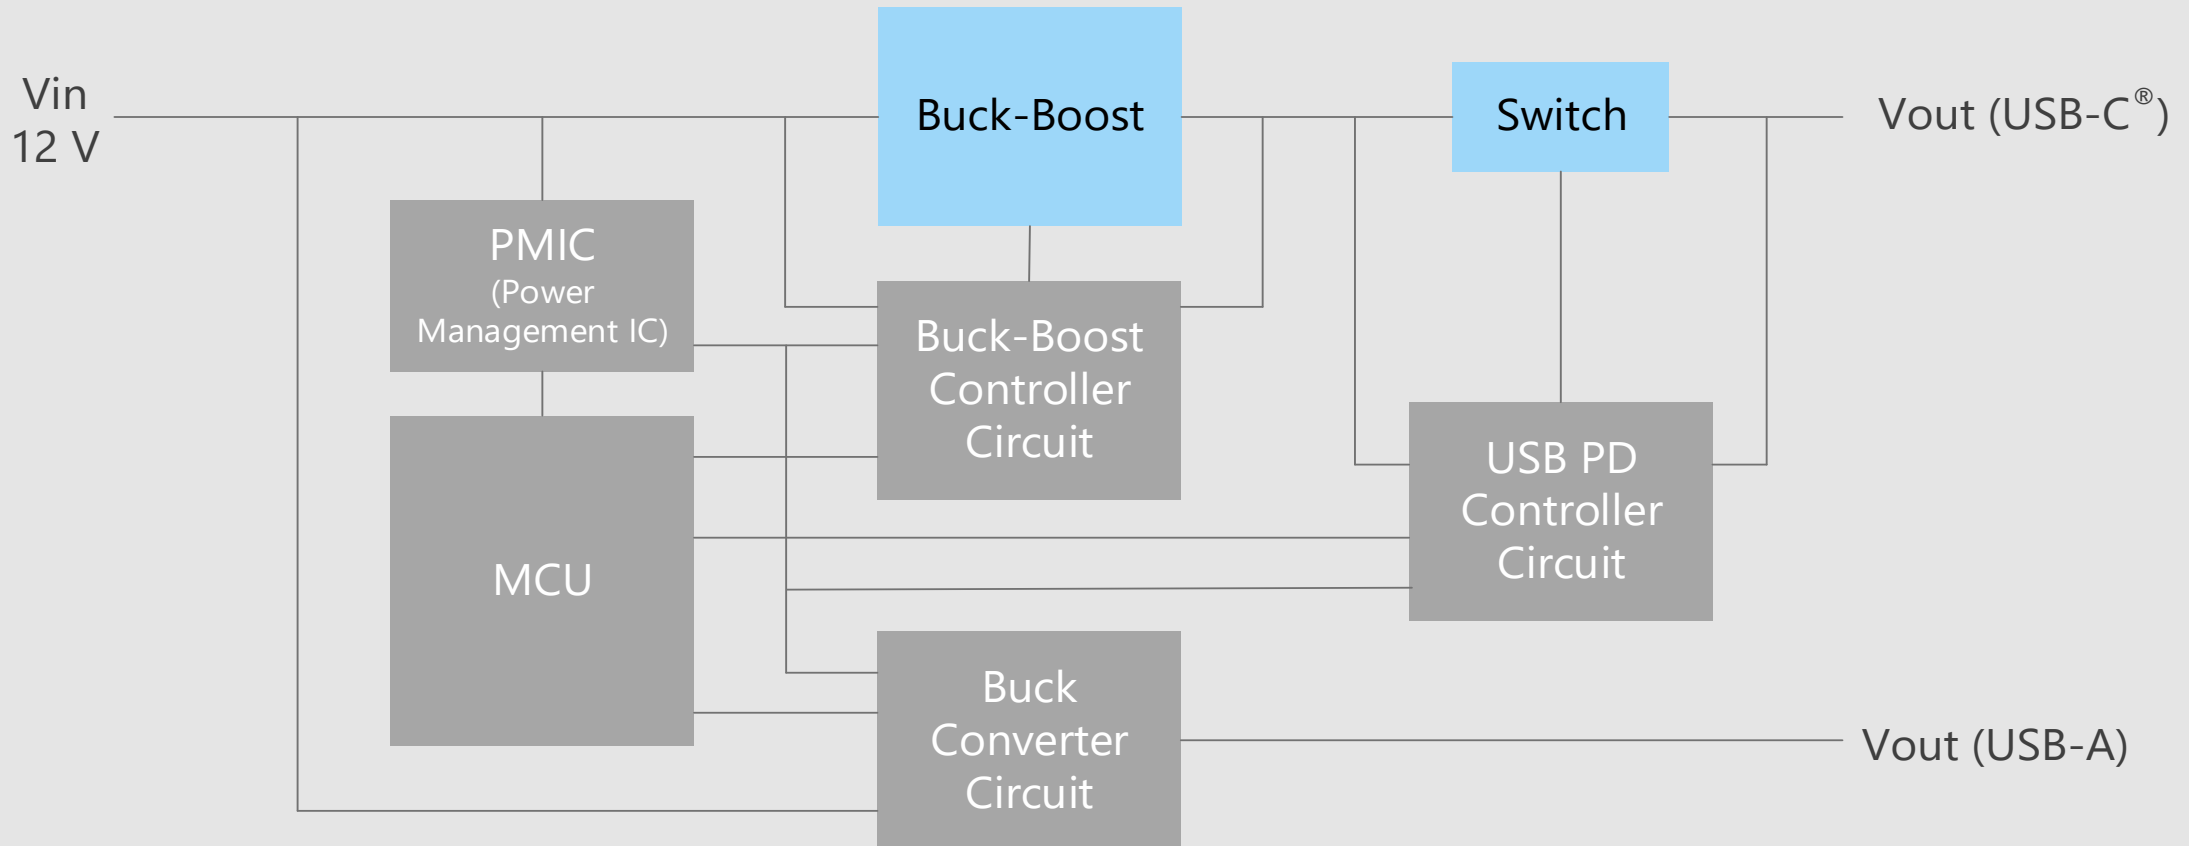 Vin
12 V
Buck-Boost
Switch
Vout (USB-C®)
PMIC
(Power
Management IC)
Buck-Boost
Controller
Circuit
MCU
USB PD
Controller
Circuit
Buck
Converter
Circuit
Vout (USB-A)